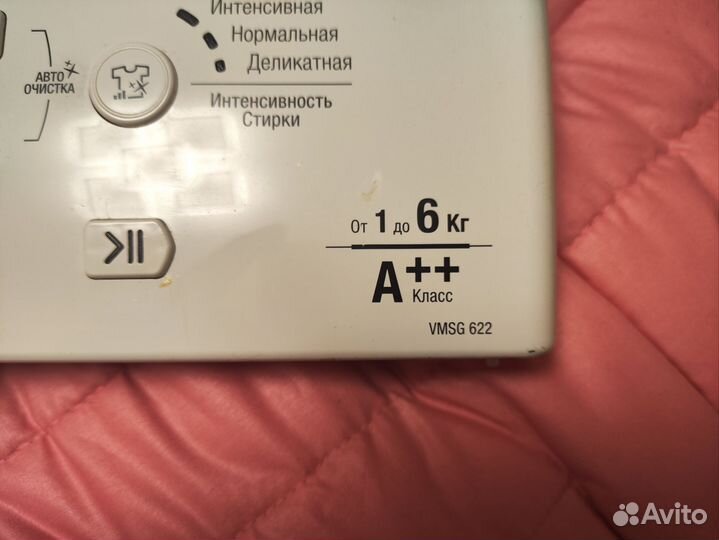 Интенсивная
Нормальная
Деликатная
АВТО
ОЧИСТКА
Интенсивность
Стирки
От 1 до 6 Кг
A++
Класс
VMSG 622
Avito